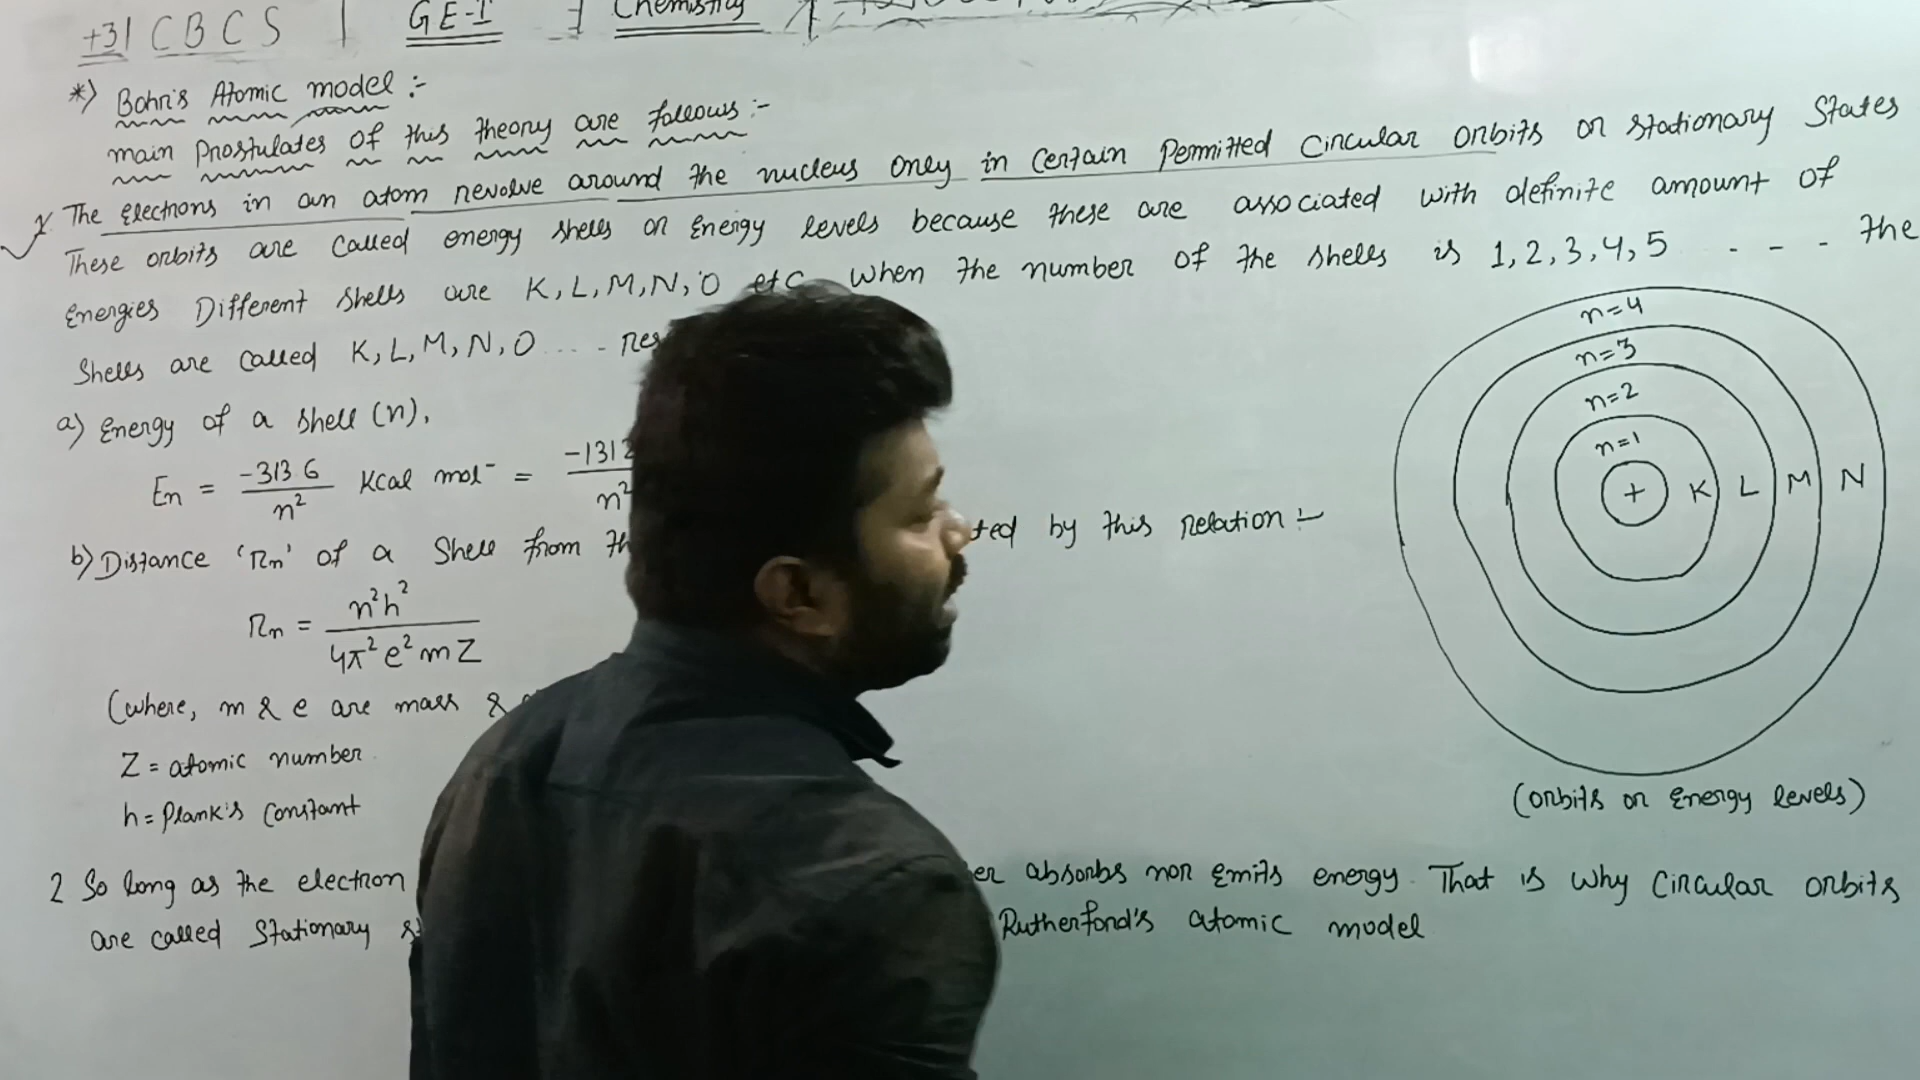 +31 CBCS | GE-I | Chemistry
*) Bohr's Atomic model :-
main Prostulates of this theory are follows :-
1. The Electrons in an atom revolve around the nucleus only in Certain Permitted Circular orbits or stationary States
These orbits are Called energy shells or Energy levels because these are associated with definite amount of
Energies Different shells are K, L, M, N, O etc when the number of the shells is 1, 2, 3, 4, 5 - - - the
Shells are called K, L, M, N, O ... - res
a) Energy of a shell (n),
En = -313.6 / n² Kcal mol⁻ = -1312 / n²
b) Distance 'rn' of a Shell from th ted by this relation :-
rn = n²h² / 4π²e²mZ
(where, m & e are mass &
Z = atomic number
h = Plank's Constant
2 So long as the electron er absorbs nor Emits energy. That is why Circular orbits
are called Stationary s Rutherford's atomic model
n=4
n=3
n=2
n=1
+ K L M N
(orbits or Energy levels)